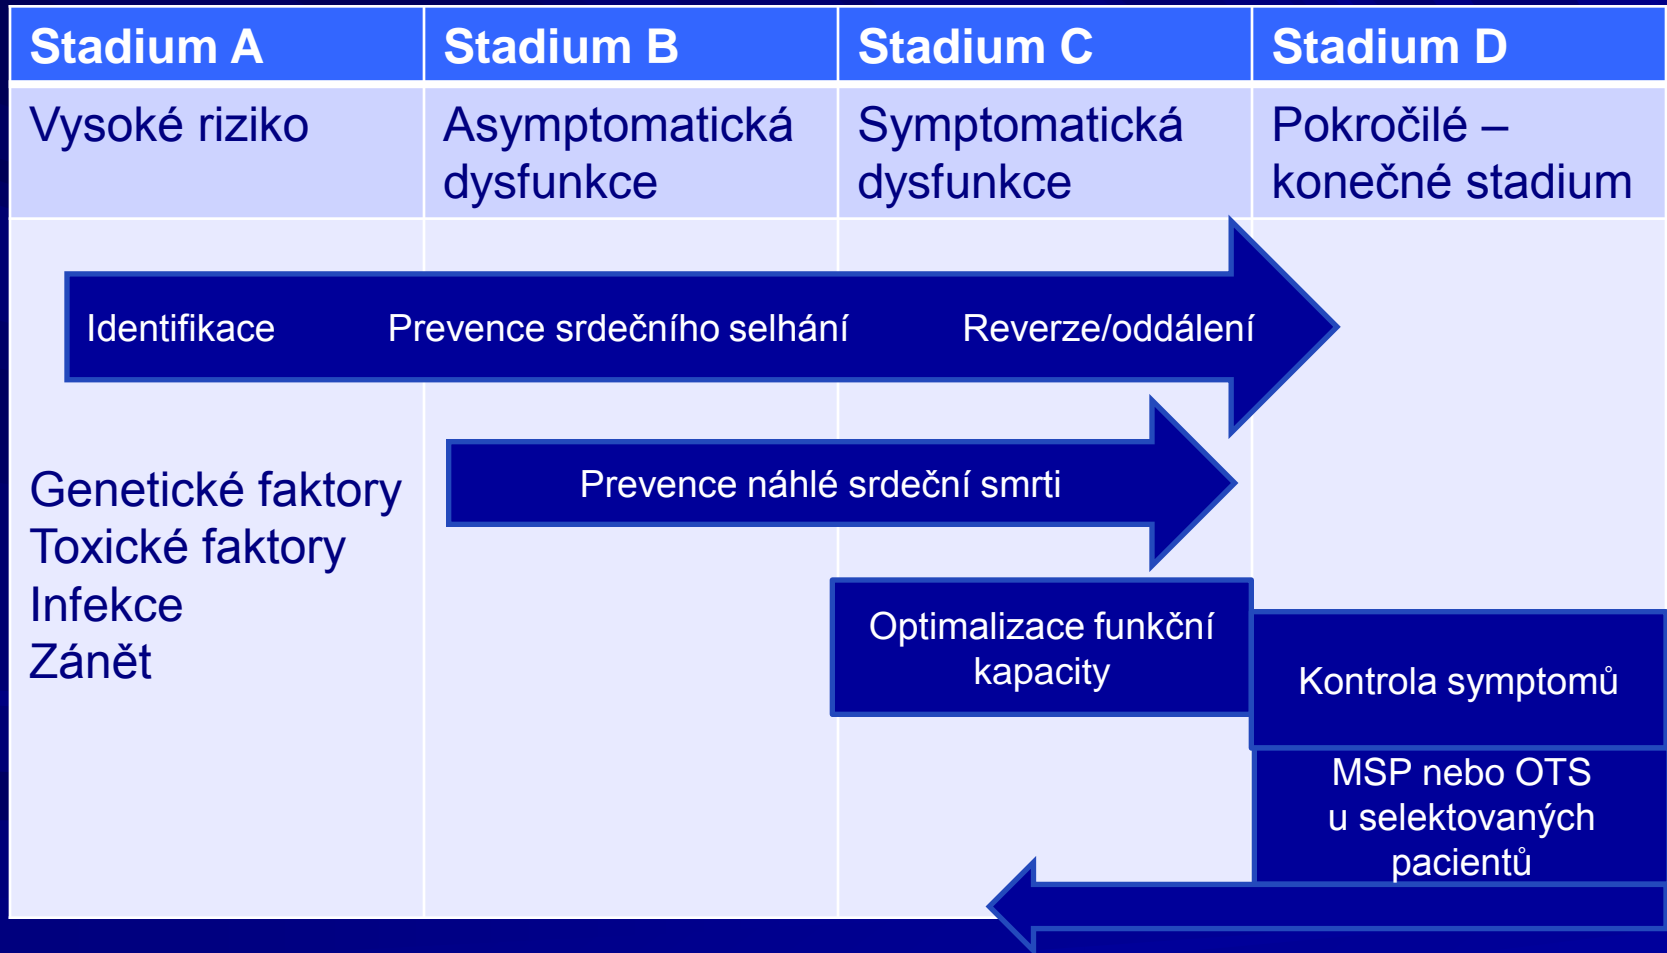 Stadium A
Stadium B
Stadium C
Stadium D
Vysoké riziko
Asymptomatická
dysfunkce
Symptomatická
dysfunkce
Pokročilé –
konečné stadium
Identifikace
Prevence srdečního selhání
Reverze/oddálení
Prevence náhlé srdeční smrti
Genetické faktory
Toxické faktory
Infekce
Zánět
Optimalizace funkční
kapacity
Kontrola symptomů
MSP nebo OTS
u selektovaných
pacientů